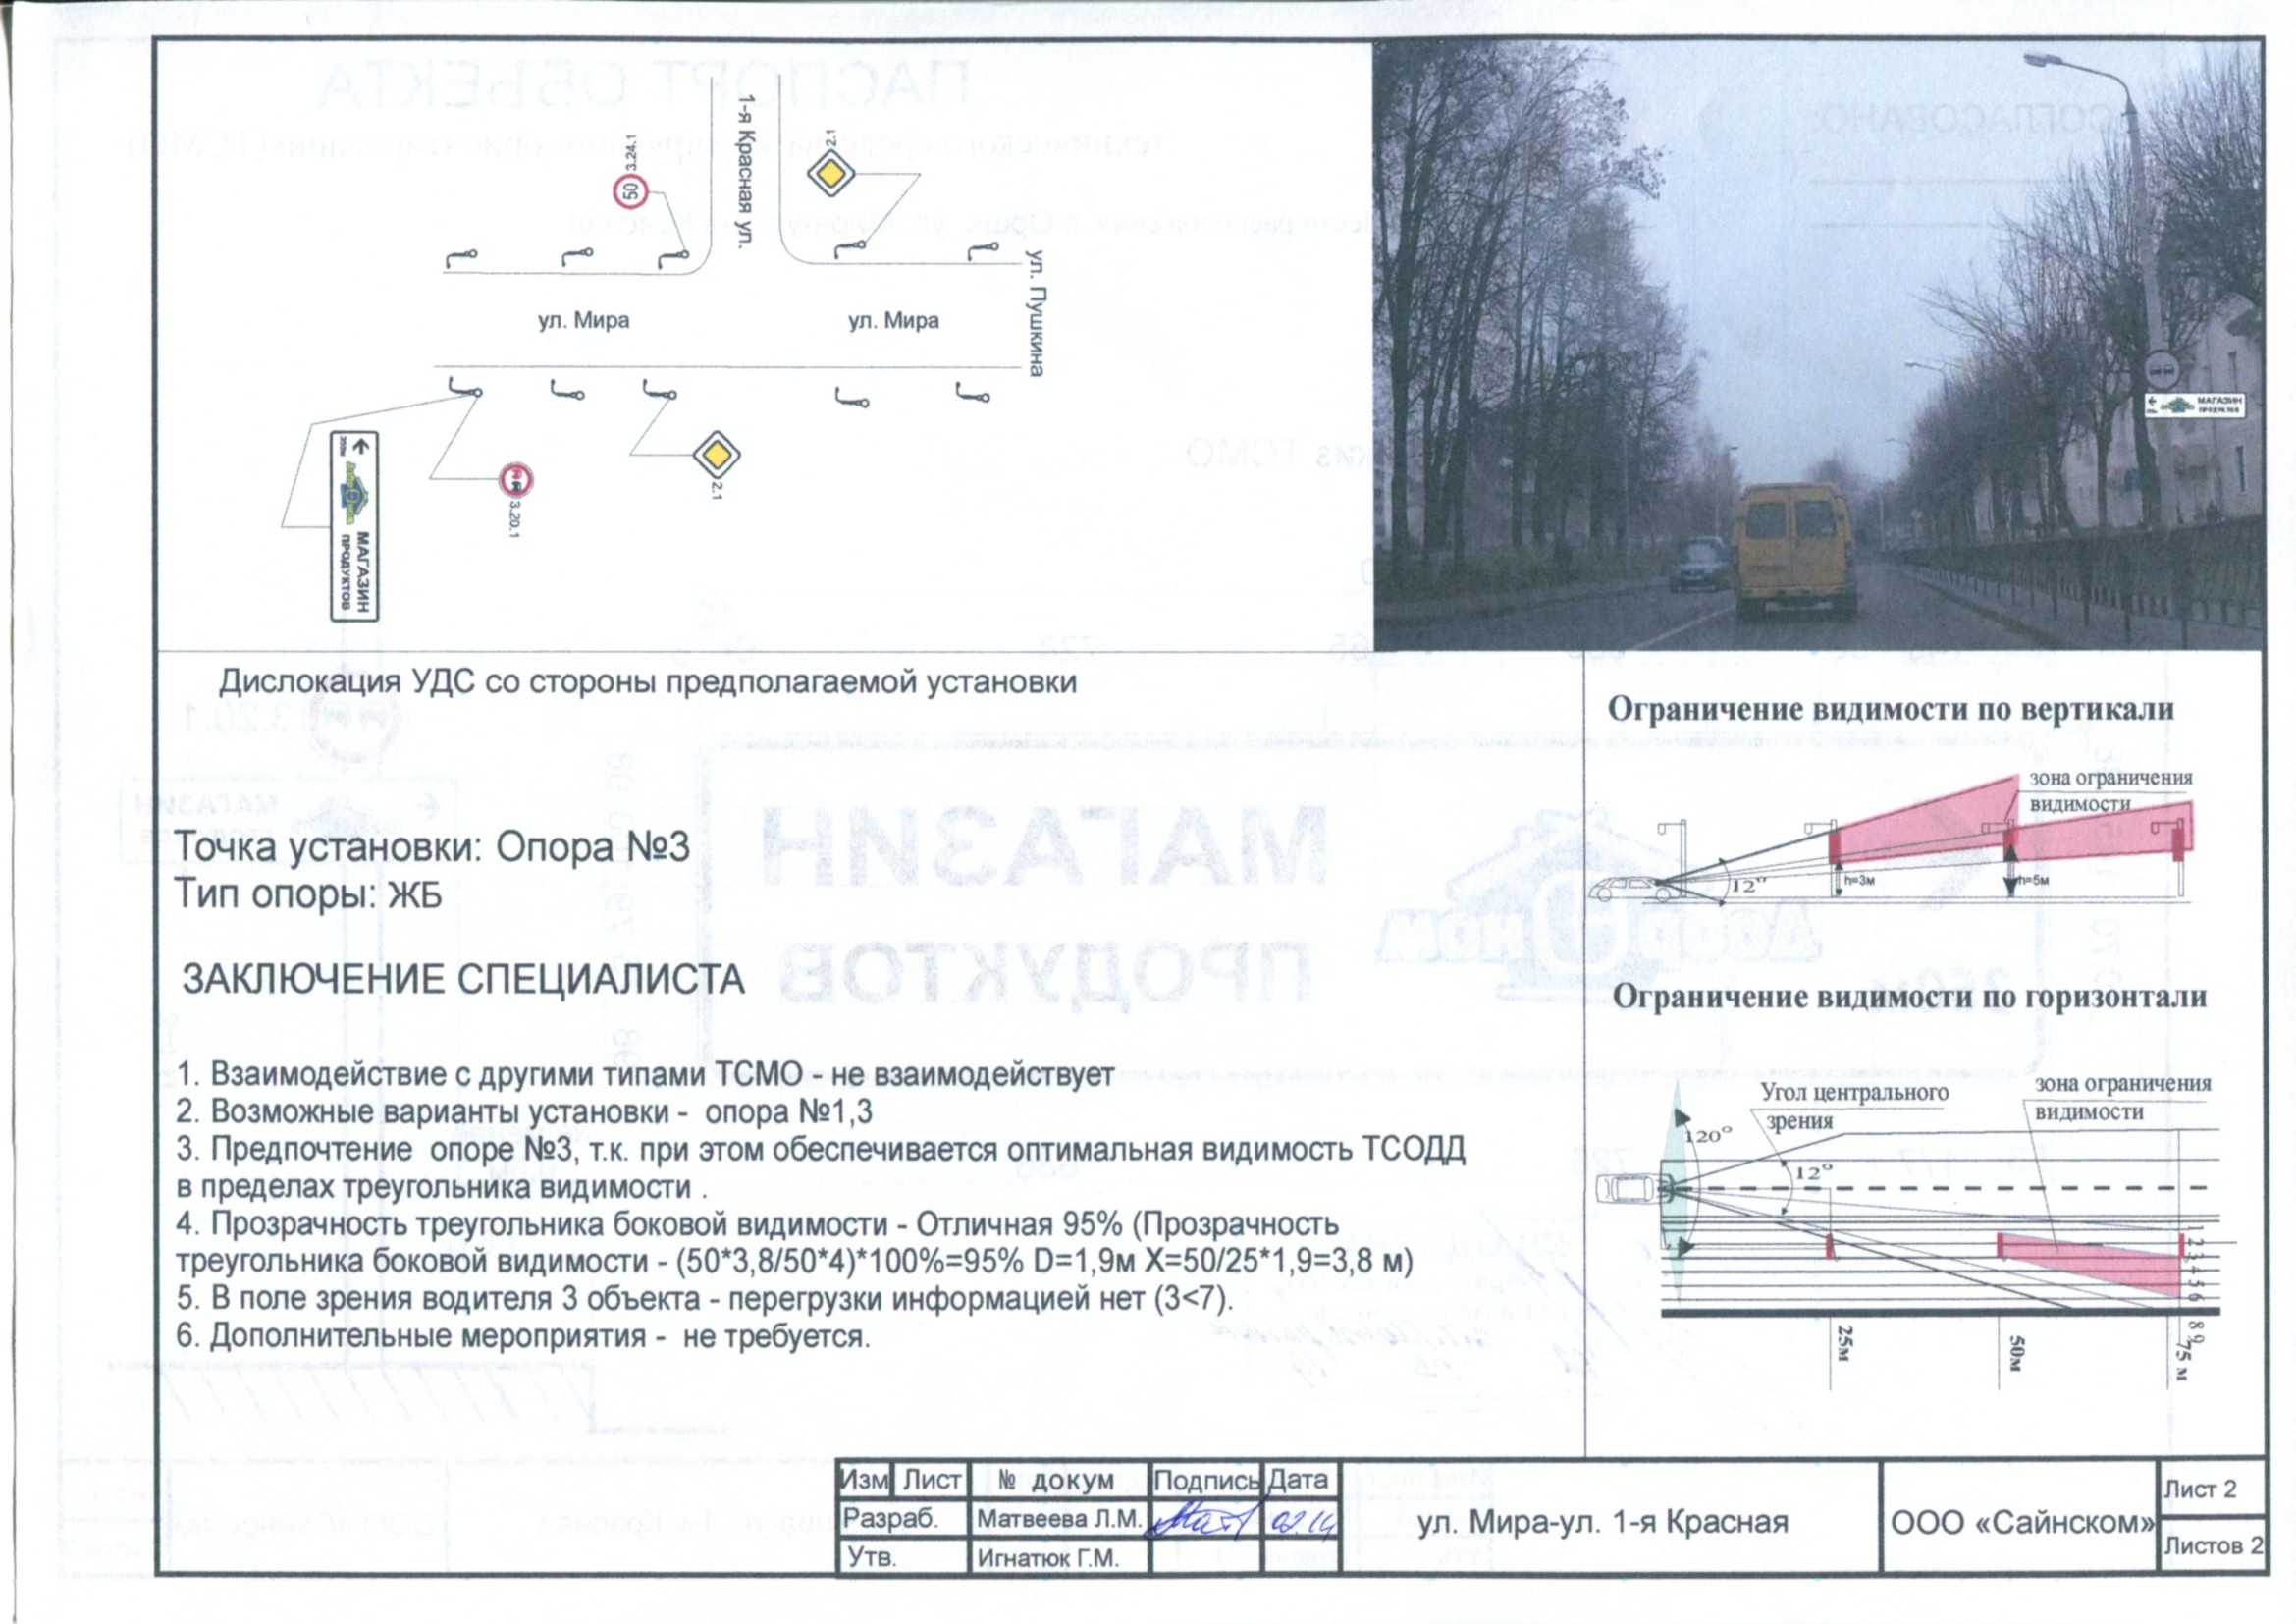 1-я Красная ул.
3.24.1
50
2.1
ул. Пушкина
ул. Мира
ул. Мира
350м
МАГАЗИН
ПРОДУКТОВ
3.20.1
2.1
МАГАЗИН
ПРОДУКТОВ
Дислокация УДС со стороны предполагаемой установки
Точка установки: Опора №3
Тип опоры: ЖБ
ЗАКЛЮЧЕНИЕ СПЕЦИАЛИСТА
1. Взаимодействие с другими типами ТСМО - не взаимодействует
2. Возможные варианты установки - опора №1,3
3. Предпочтение опоре №3, т.к. при этом обеспечивается оптимальная видимость ТСОДД
в пределах треугольника видимости .
4. Прозрачность треугольника боковой видимости - Отличная 95% (Прозрачность
треугольника боковой видимости - (50*3,8/50*4)*100%=95% D=1,9м X=50/25*1,9=3,8 м)
5. В поле зрения водителя 3 объекта - перегрузки информацией нет (3<7).
6. Дополнительные мероприятия - не требуется.
Ограничение видимости по вертикали
зона ограничения
видимости
12°
h=3м
h=5м
Ограничение видимости по горизонтали
Угол центрального
зрения
зона ограничения
видимости
120°
12°
1 2 3 4 5 6 8 9
25м
50м
75 м
Изм Лист № докум Подпись Дата
Разраб. Матвеева Л.М.
Утв. Игнатюк Г.М.
ул. Мира-ул. 1-я Красная
ООО «Сайнском»
Лист 2
Листов 2